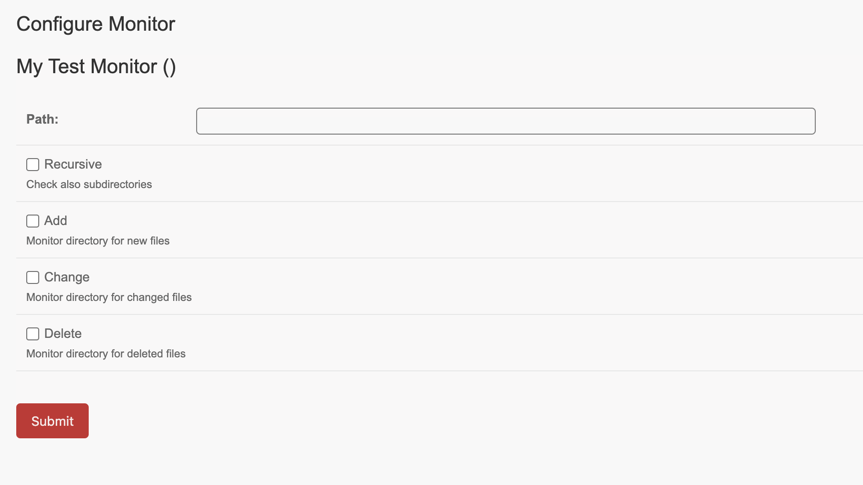 Configure Monitor
My Test Monitor ()
Path:
Recursive
Check also subdirectories
Add
Monitor directory for new files
Change
Monitor directory for changed files
Delete
Monitor directory for deleted files
Submit